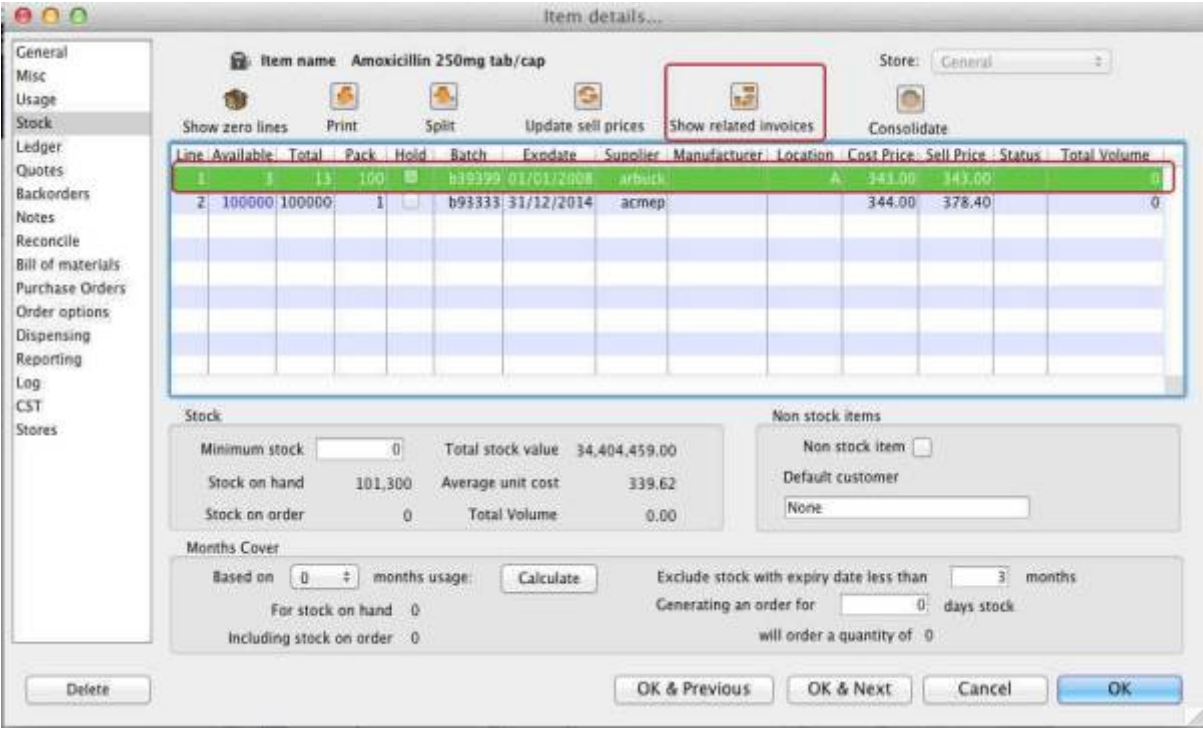 Item details...
General
Misc
Usage
Stock
Ledger
Quotes
Backorders
Notes
Reconcile
Bill of materials
Purchase Orders
Order options
Dispensing
Reporting
Log
CST
Stores
Item name Amoxicillin 250mg tab/cap
Store: General
Show zero lines Print Split Update sell prices Show related invoices Consolidate
Line Available Total Pack Hold Batch Expdate Supplier Manufacturer Location Cost Price Sell Price Status Total Volume
1 3 13 100 b39399 01/01/2008 arbuck A 343.00 343.00 0
2 100000 100000 1 b93333 31/12/2014 acmep 344.00 378.40 0
Stock
Minimum stock 0 Total stock value 34,404,459.00
Stock on hand 101,300 Average unit cost 339.62
Stock on order 0 Total Volume 0.00
Non stock items
Non stock item
Default customer
None
Months Cover
Based on 0 months usage: Calculate Exclude stock with expiry date less than 3 months
For stock on hand 0 Generating an order for 0 days stock
Including stock on order 0 will order a quantity of 0
Delete OK & Previous OK & Next Cancel OK